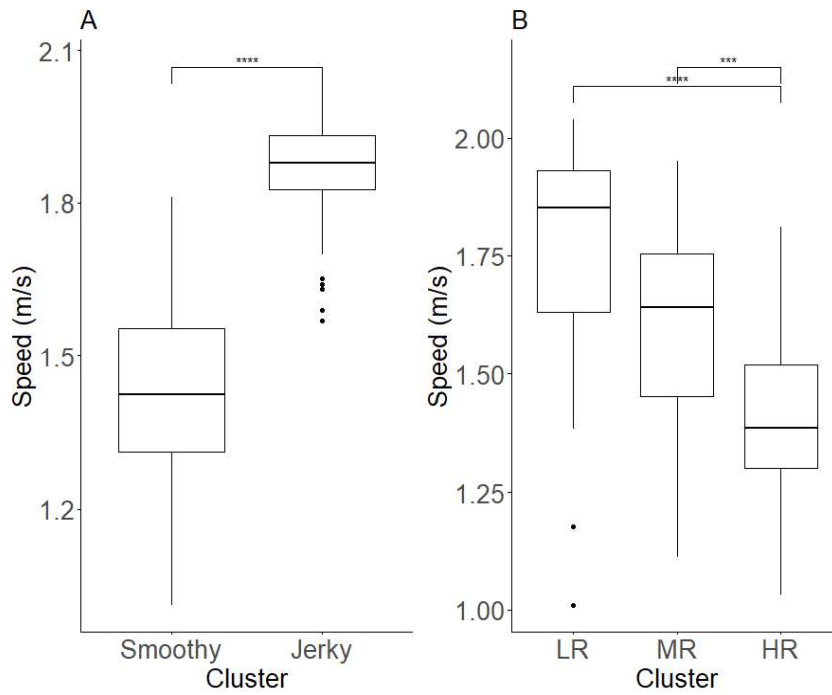 A
Speed (m/s)
2.1
1.8
1.5
1.2
****
Smoothy Jerky
Cluster
B
Speed (m/s)
2.00
1.75
1.50
1.25
1.00
***
****
LR MR HR
Cluster